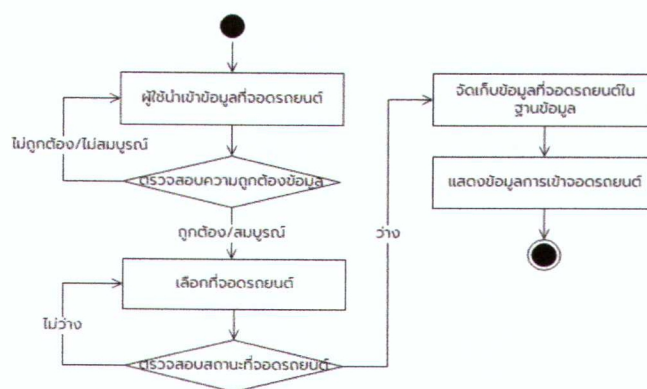 ผู้ใช้นำเข้าข้อมูลที่จอดรถยนต์
ไม่ถูกต้อง/ไม่สมบูรณ์
ตรวจสอบความถูกต้องข้อมูล
ถูกต้อง/สมบูรณ์
เลือกที่จอดรถยนต์
ไม่ว่าง
ตรวจสอบสถานะที่จอดรถยนต์
ว่าง
จัดเก็บข้อมูลที่จอดรถยนต์ใน
ฐานข้อมูล
แสดงข้อมูลการเข้าจอดรถยนต์